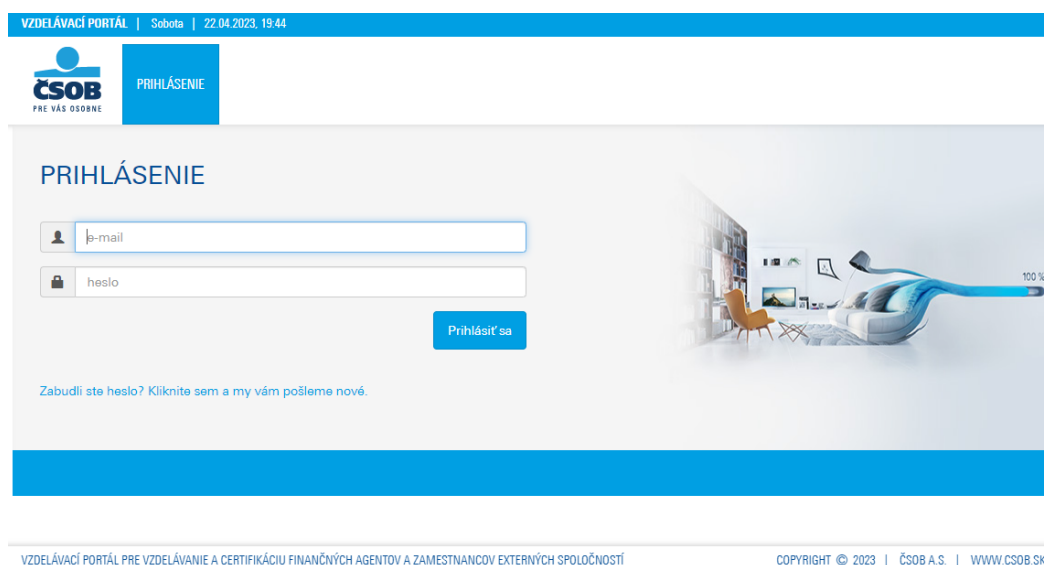 VZDELÁVACÍ PORTÁL | Sobota | 22.04.2023, 19:44
ČSOB
PRE VÁS OSOBNE
PRIHLÁSENIE
PRIHLÁSENIE
e-mail
heslo
100 %
Prihlásiť sa
Zabudli ste heslo? Kliknite sem a my vám pošleme nové.
VZDELÁVACÍ PORTÁL PRE VZDELÁVANIE A CERTIFIKÁCIU FINANČNÝCH AGENTOV A ZAMESTNANCOV EXTERNÝCH SPOLOČNOSTÍ
COPYRIGHT © 2023 | ČSOB A.S. | WWW.CSOB.SK